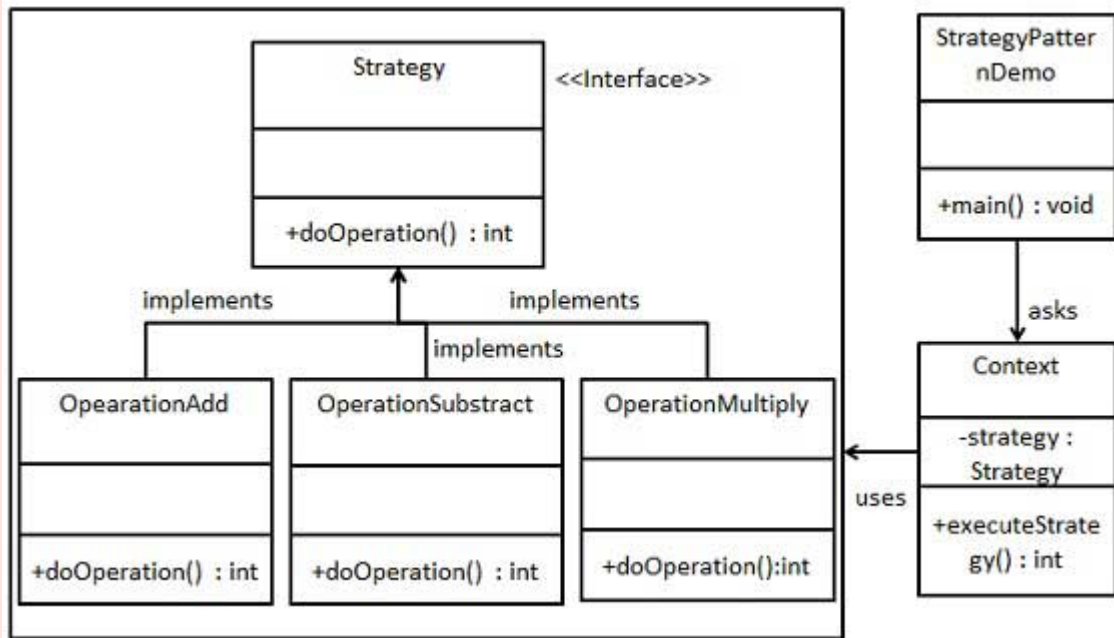 Strategy
<<Interface>>
+doOperation() : int
implements
implements
implements
OpearationAdd
+doOperation() : int
OperationSubstract
+doOperation() : int
OperationMultiply
+doOperation():int
StrategyPatter
nDemo
+main() : void
asks
Context
-strategy :
Strategy
+executeStrate
gy() : int
uses